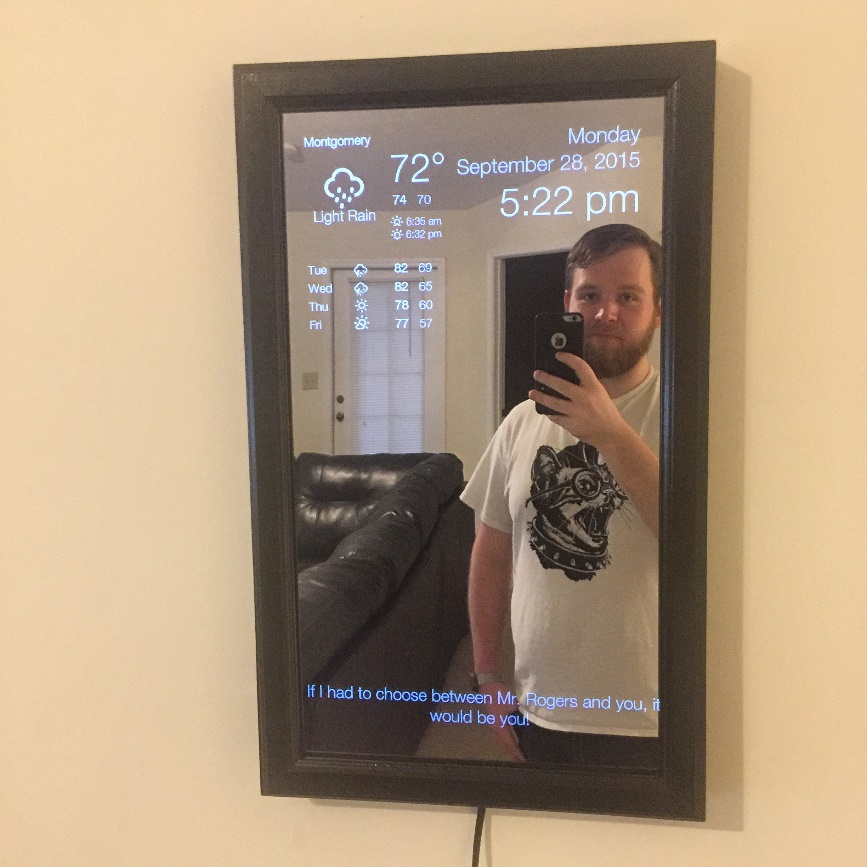 Montgomery
72°
74 70
Light Rain
6:35 am
6:32 pm
Monday
September 28, 2015
5:22 pm
Tue 82 69
Wed 82 65
Thu 78 60
Fri 77 57
If I had to choose between Mr. Rogers and you, it
would be you!